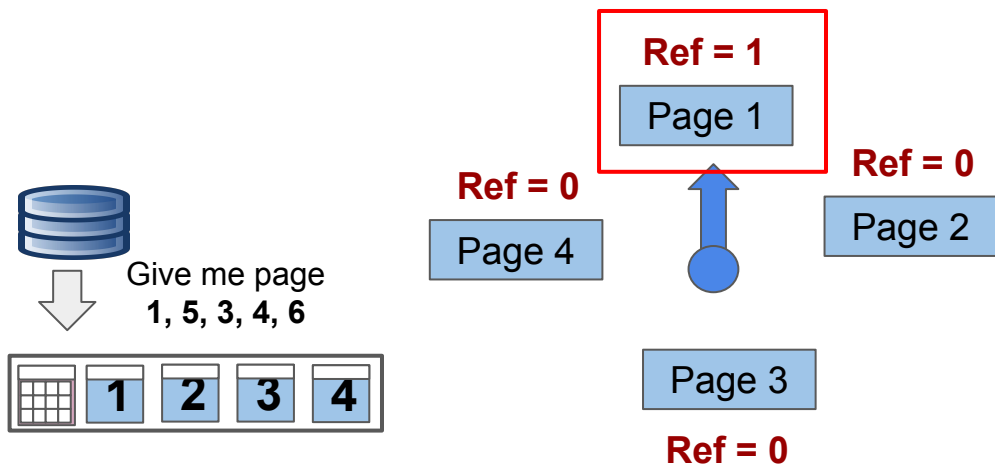 Ref = 1
Page 1
Ref = 0
Page 4
Ref = 0
Page 2
Give me page
1, 5, 3, 4, 6
1 2 3 4
Page 3
Ref = 0